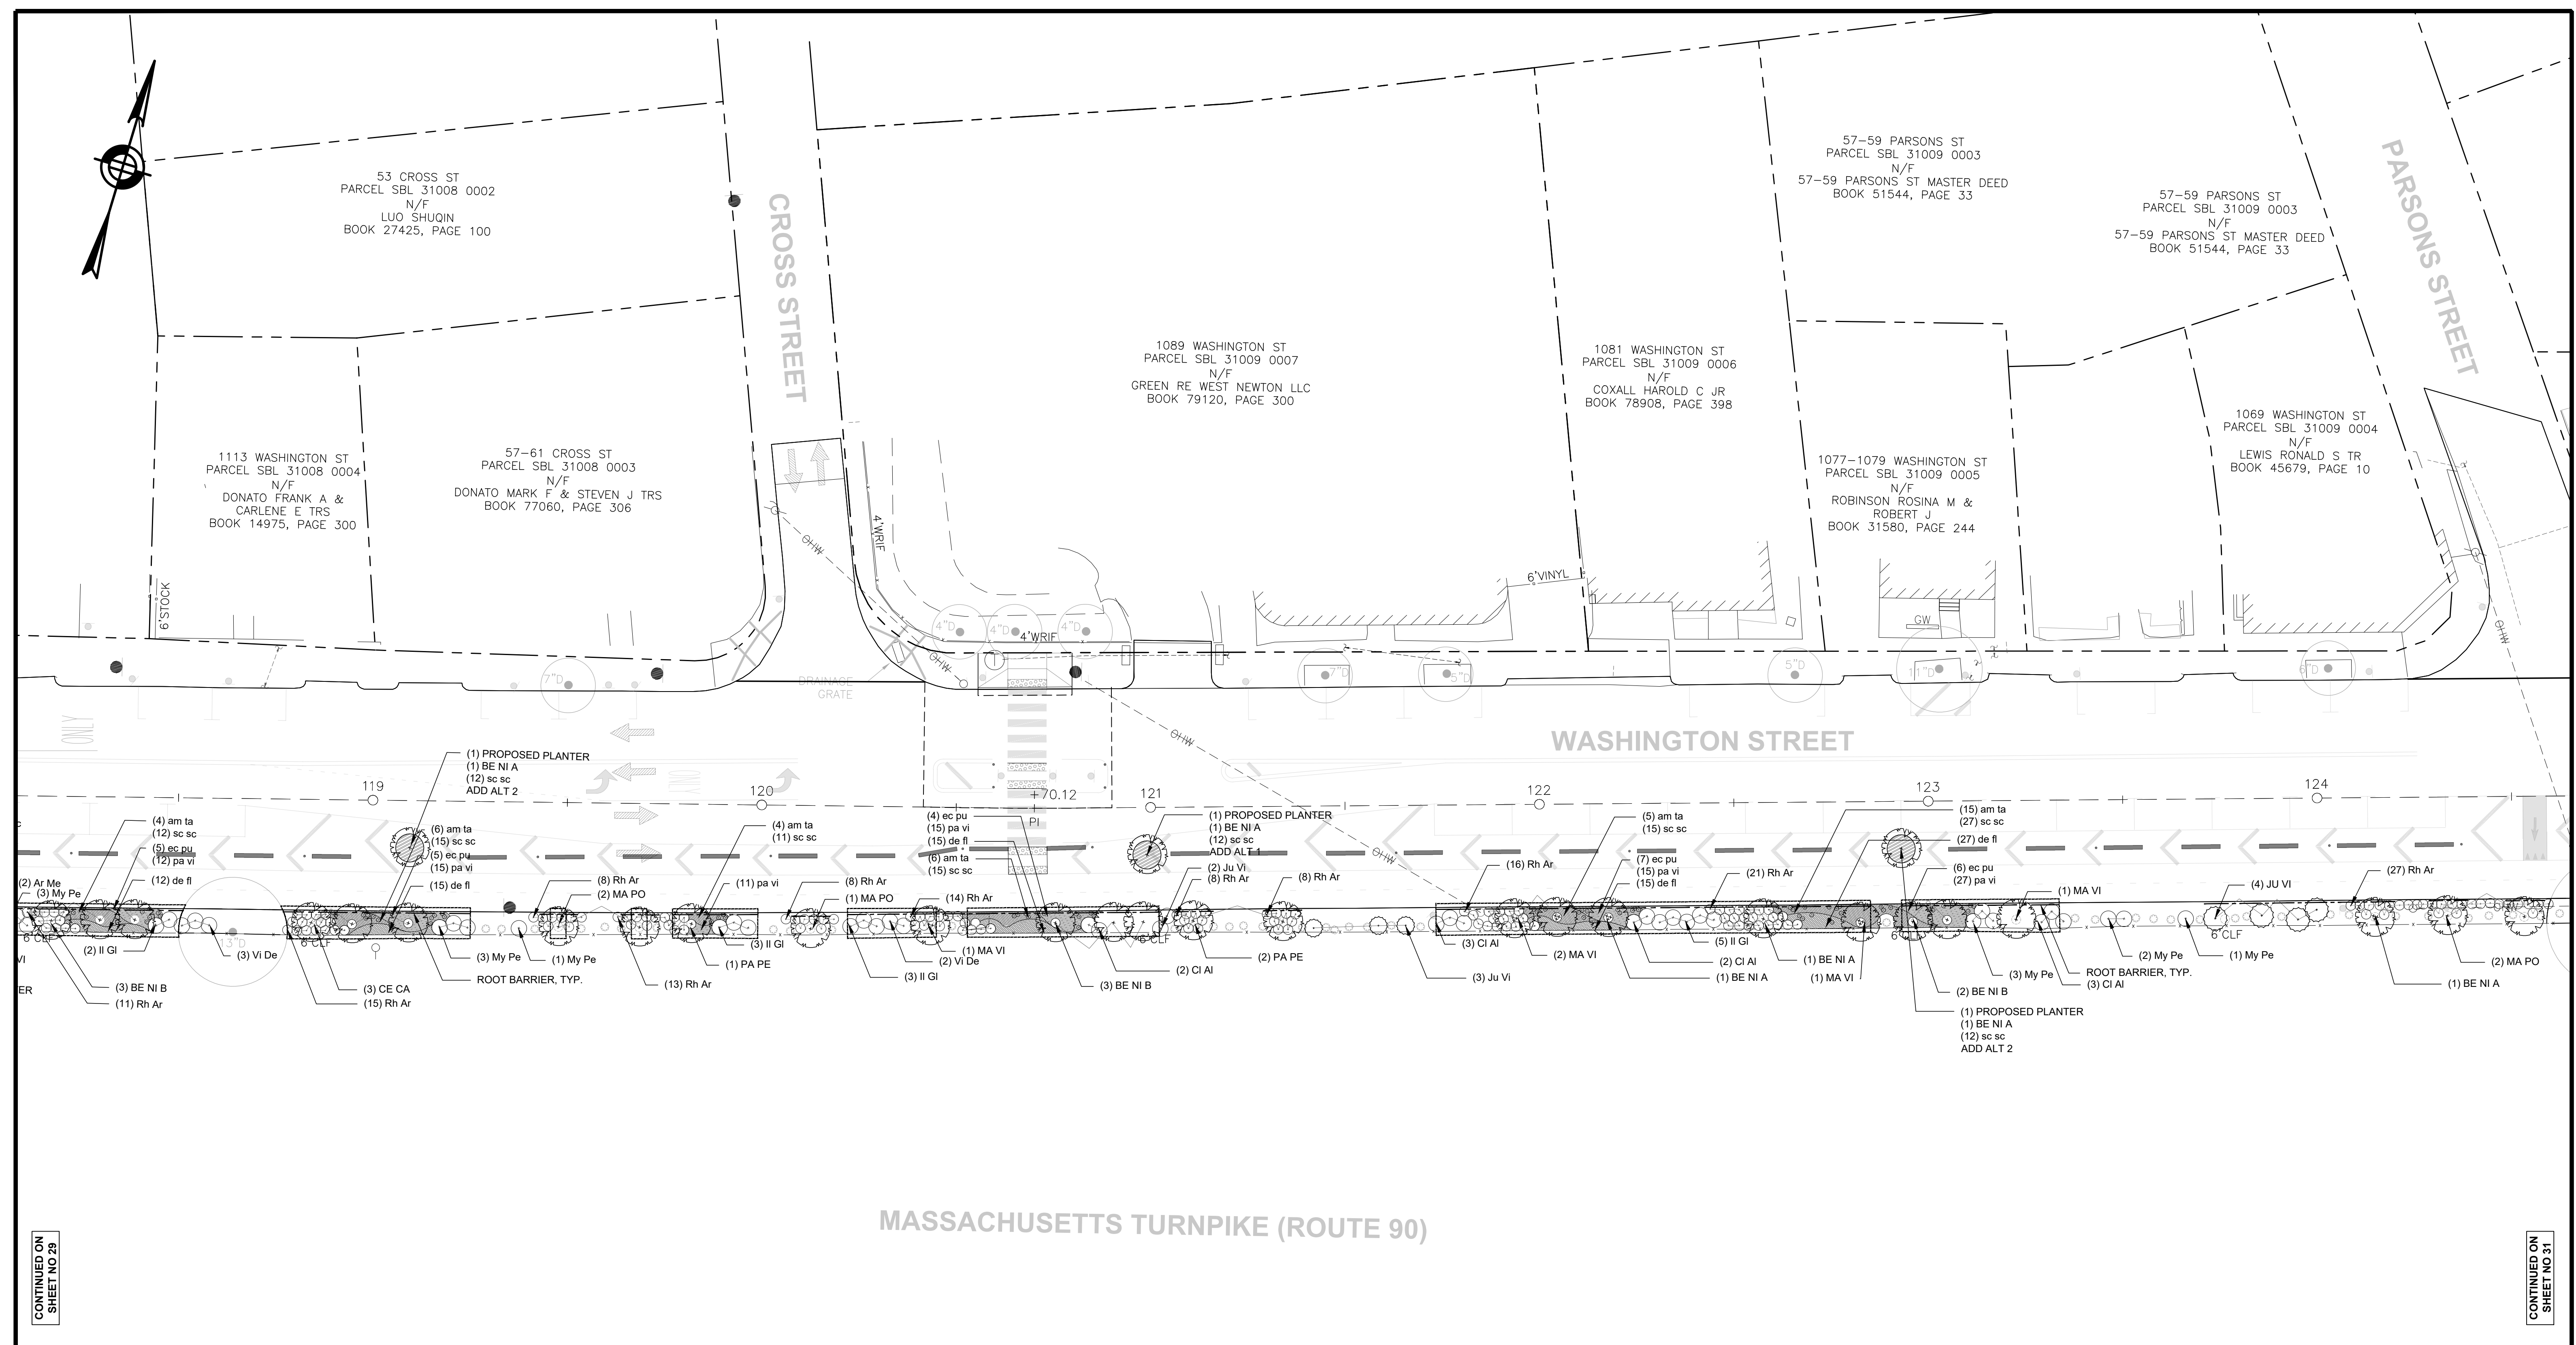 53 CROSS ST
PARCEL SBL 31008 0002
N/F
LUO SHUQIN
BOOK 27425, PAGE 100
CROSS STREET
57-59 PARSONS ST
PARCEL SBL 31009 0003
N/F
57-59 PARSONS ST MASTER DEED
BOOK 51544, PAGE 33
57-59 PARSONS ST
PARCEL SBL 31009 0003
N/F
57-59 PARSONS ST MASTER DEED
BOOK 51544, PAGE 33
PARSONS STREET
1113 WASHINGTON ST
PARCEL SBL 31008 0004
N/F
DONATO FRANK A &
CARLENE E TRS
BOOK 14975, PAGE 300
57-61 CROSS ST
PARCEL SBL 31008 0003
N/F
DONATO MARK F & STEVEN J TRS
BOOK 77060, PAGE 306
1089 WASHINGTON ST
PARCEL SBL 31009 0007
N/F
GREEN RE WEST NEWTON LLC
BOOK 79120, PAGE 300
1081 WASHINGTON ST
PARCEL SBL 31009 0006
N/F
COXALL HAROLD C JR
BOOK 78908, PAGE 398
1077-1079 WASHINGTON ST
PARCEL SBL 31009 0005
N/F
ROBINSON ROSINA M &
ROBERT J
BOOK 31580, PAGE 244
1069 WASHINGTON ST
PARCEL SBL 31009 0004
N/F
LEWIS RONALD S TR
BOOK 45679, PAGE 10
6'STOCK
OHW
4'WRIF
6'VINYL
GW
OHW
4"D
4"D
4"D
4'WRIF
OHW
DRAINAGE
GRATE
7"D
7"D
5"D
5"D
11"D
6"D
ONLY
OHW
WASHINGTON STREET
ONLY
119
120
+70.12
PI
121
122
123
124
OHW
(1) PROPOSED PLANTER
(1) BE NI A
(12) sc sc
ADD ALT 2
(4) am ta
(12) sc sc
(5) ec pu
(12) pa vi
(12) de fl
(6) am ta
(15) sc sc
(5) ec pu
(15) pa vi
(15) de fl
(4) am ta
(11) sc sc
(11) pa vi
(4) ec pu
(15) pa vi
(15) de fl
(6) am ta
(15) sc sc
(1) PROPOSED PLANTER
(1) BE NI A
(12) sc sc
ADD ALT 1
(2) Ju Vi
(8) Rh Ar
(8) Rh Ar
(5) am ta
(15) sc sc
(16) Rh Ar
(7) ec pu
(15) pa vi
(15) de fl
(21) Rh Ar
(15) am ta
(27) sc sc
(27) de fl
(6) ec pu
(27) pa vi
(1) MA VI
(4) JU VI
(27) Rh Ar
(2) Ar Me
(3) My Pe
(8) Rh Ar
(2) MA PO
(8) Rh Ar
(1) MA PO
(14) Rh Ar
6' CLF
13"D
6 CLF
6' CLF
6'
6' CLF
VI
ER
(2) Il Gl
(3) Vi De
(3) BE NI B
(11) Rh Ar
(3) CE CA
(15) Rh Ar
(3) My Pe
ROOT BARRIER, TYP.
(1) My Pe
(13) Rh Ar
(1) PA PE
(3) Il Gl
(3) Il Gl
(2) Vi De
(1) MA VI
(3) BE NI B
(2) Cl Al
(2) PA PE
(3) Cl Al
(3) Ju Vi
(2) MA VI
(5) Il Gl
(2) Cl Al
(1) BE NI A
(1) BE NI A
(1) MA VI
(3) My Pe
(2) BE NI B
(1) PROPOSED PLANTER
(1) BE NI A
(12) sc sc
ADD ALT 2
ROOT BARRIER, TYP.
(3) Cl Al
(2) My Pe
(1) My Pe
(1) BE NI A
(2) MA PO
MASSACHUSETTS TURNPIKE (ROUTE 90)
CONTINUED ON
SHEET NO 29
CONTINUED ON
SHEET NO 31